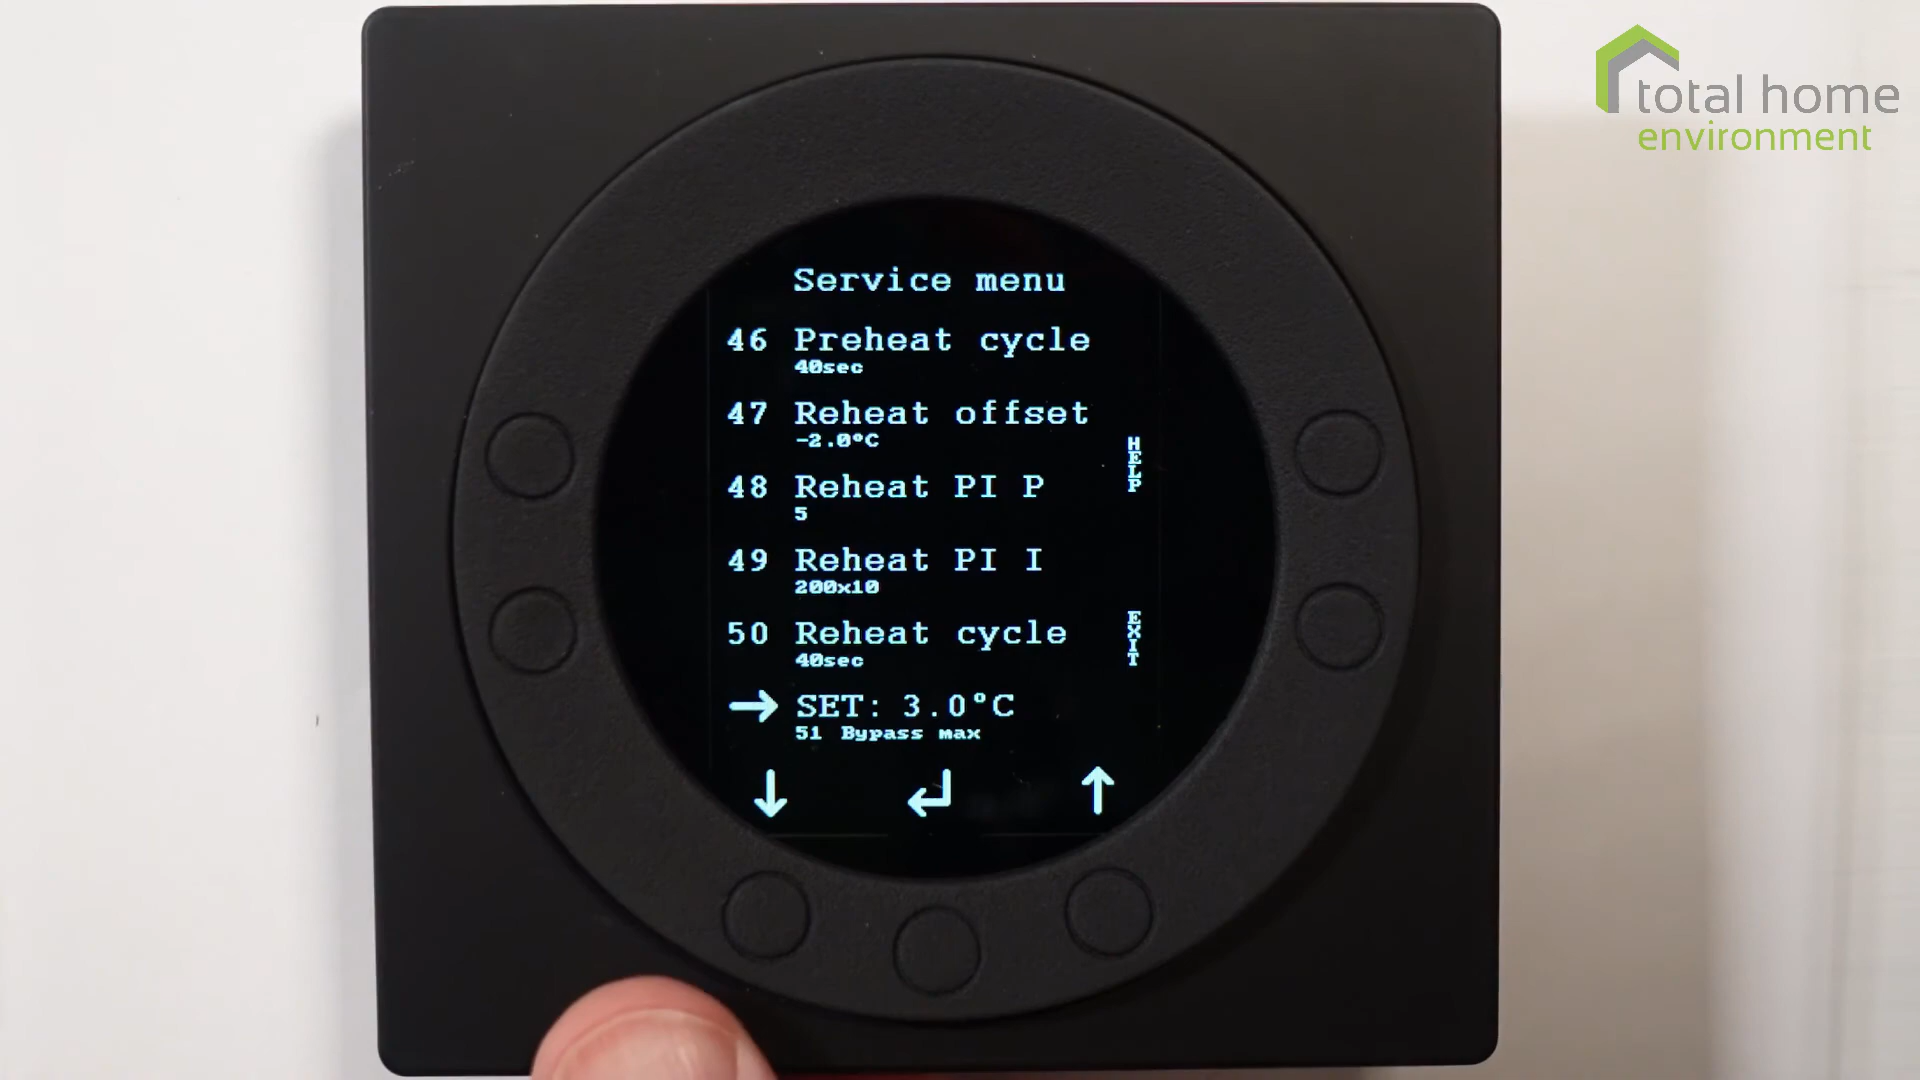 total home
environment
Service menu
46 Preheat cycle
40sec
47 Reheat offset
-2.0°C
HELP
48 Reheat PI P
5
49 Reheat PI I
200x10
50 Reheat cycle
40sec
EXIT
→ SET: 3.0°C
51 Bypass max
↓ ↵ ↑